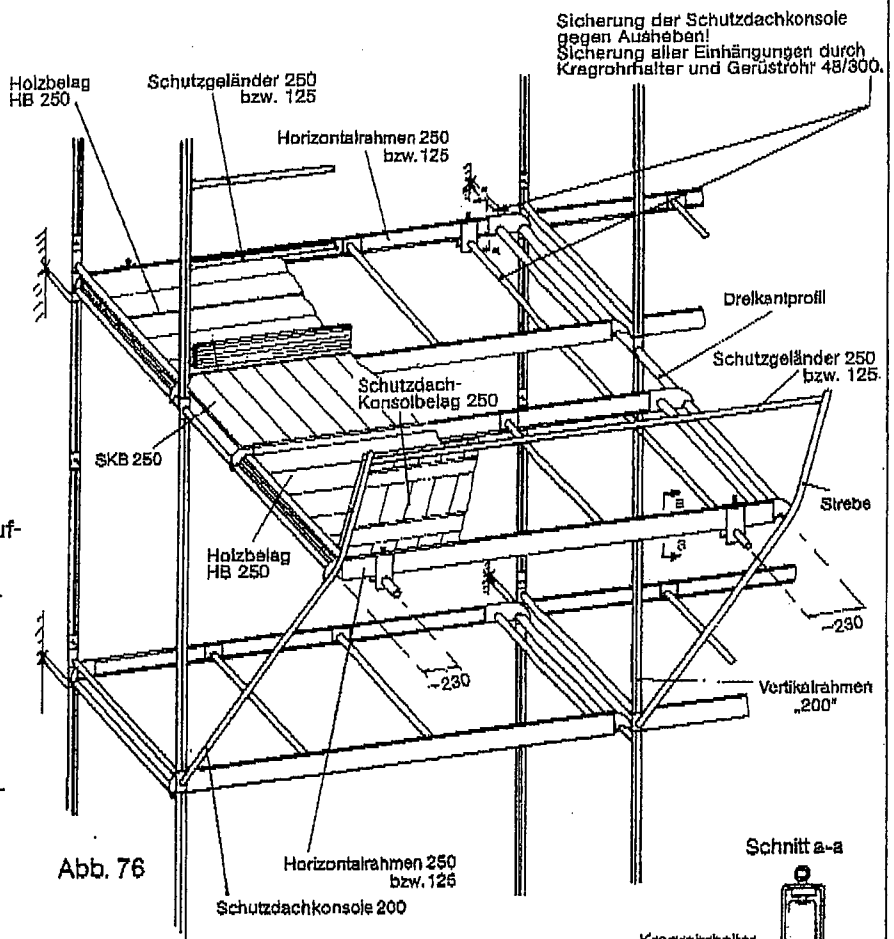 Sicherung der Schutzdachkonsole
gegen Ausheben!
Sicherung aller Einhängungen durch
Kragrohrhalter und Gerüstrohr 48/300.
Holzbelag
HB 250
Schutzgeländer 250
bzw. 125
Horizontalrahmen 250
bzw. 125
Dreikantprofil
Schutzgeländer 250
bzw. 125
Schutzdach-
Konsolbelag 250
SKB 250
Strebe
uf-
Holzbelag
HB 250
a
a
~230
~230
Vertikalrahmen
„200"
Abb. 76
Horizontalrahmen 250
bzw. 125
Schutzdachkonsole 200
Schnitt a-a
Kragrohrhalter